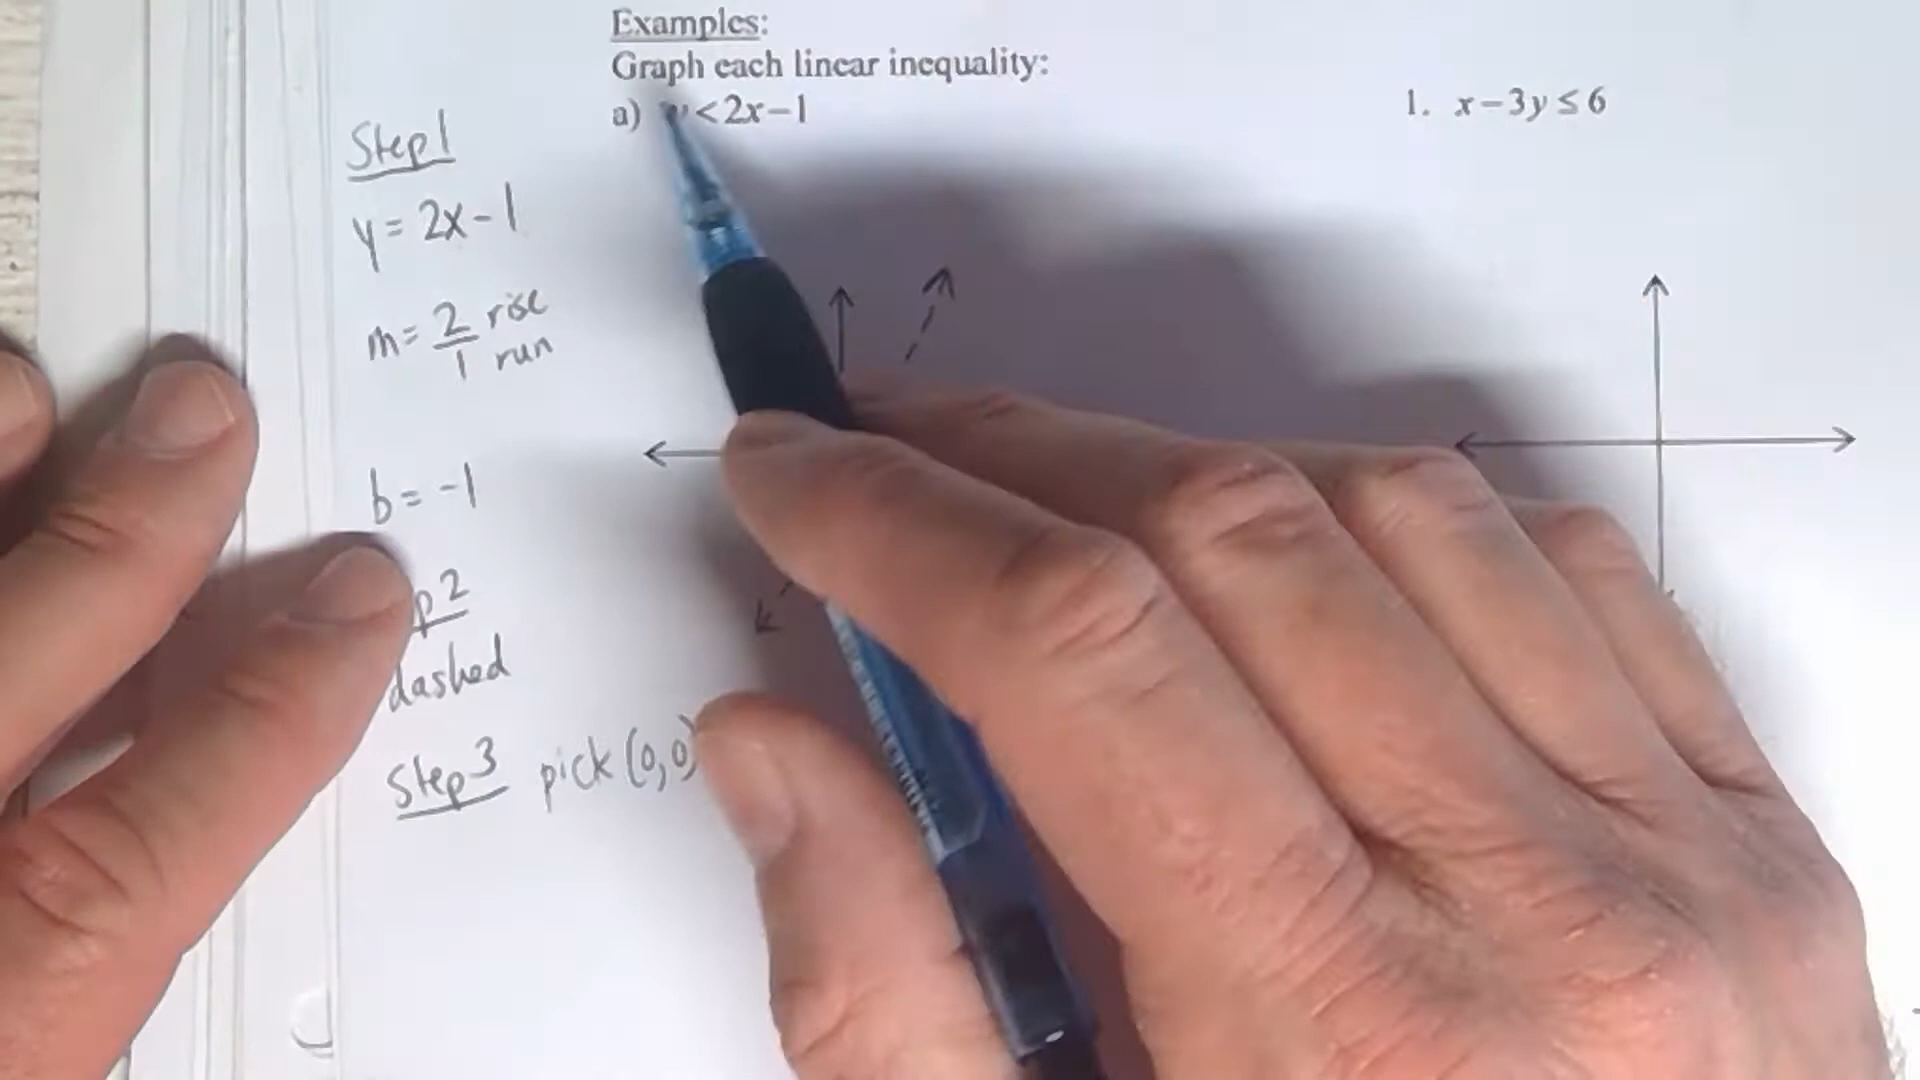 Examples:
Graph each linear inequality:
a) y<2x-1
1. x-3y≤6
Step 1
y = 2x - 1
m = 2/1 rise run
b = -1
p 2
dashed
Step 3 pick (0,0)